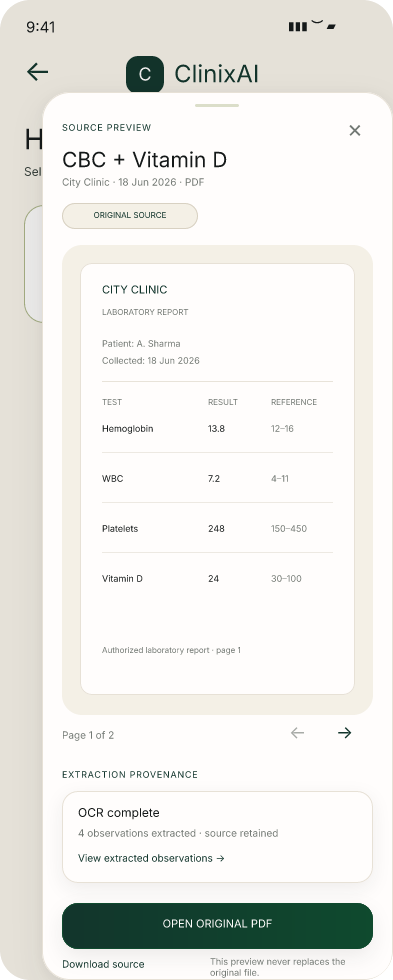 9:41
C ClinixAI
H
Sel
SOURCE PREVIEW
CBC + Vitamin D
City Clinic · 18 Jun 2026 · PDF
ORIGINAL SOURCE
CITY CLINIC
LABORATORY REPORT
Patient: A. Sharma
Collected: 18 Jun 2026
TEST RESULT REFERENCE
Hemoglobin 13.8 12–16
WBC 7.2 4–11
Platelets 248 150–450
Vitamin D 24 30–100
Authorized laboratory report · page 1
Page 1 of 2 ← →
EXTRACTION PROVENANCE
OCR complete
4 observations extracted · source retained
View extracted observations →
OPEN ORIGINAL PDF
Download source
This preview never replaces the
original file.